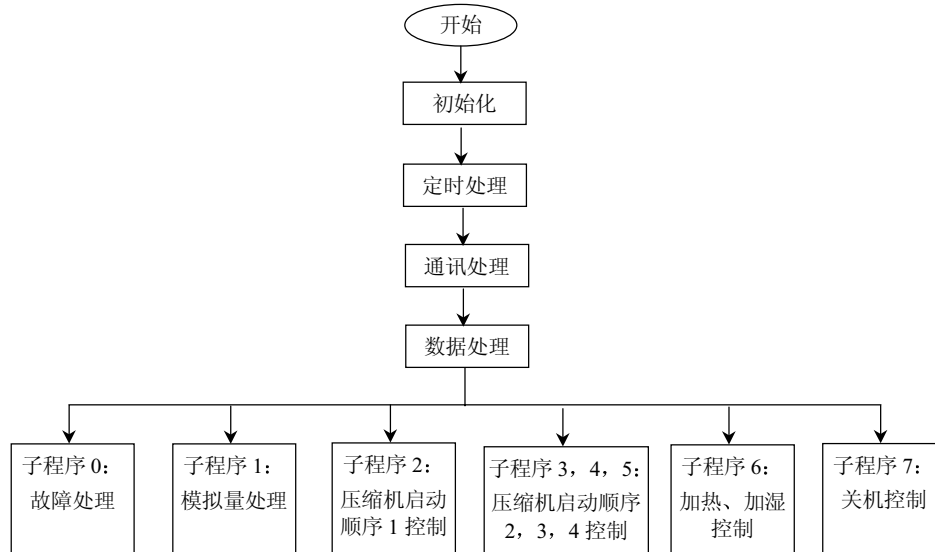 开始
初始化
定时处理
通讯处理
数据处理
子程序 0：
故障处理
子程序 1：
模拟量处理
子程序 2：
压缩机启动
顺序 1 控制
子程序 3，4，5：
压缩机启动顺序
2，3，4 控制
子程序 6：
加热、加湿
控制
子程序 7：
关机控制